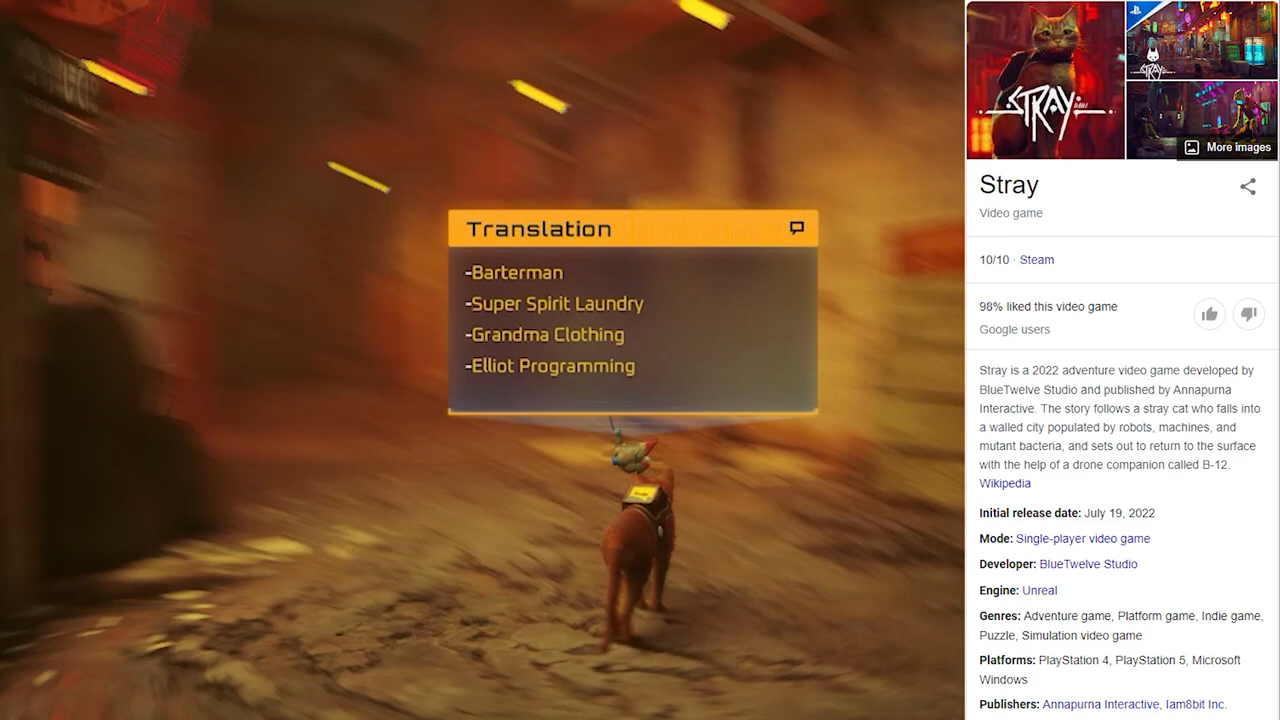 Translation
-Barterman
-Super Spirit Laundry
-Grandma Clothing
-Elliot Programming
STRAY
STRAY
More images
Stray
Video game
10/10 · Steam
98% liked this video game
Google users
Stray is a 2022 adventure video game developed by
BlueTwelve Studio and published by Annapurna
Interactive. The story follows a stray cat who falls into
a walled city populated by robots, machines, and
mutant bacteria, and sets out to return to the surface
with the help of a drone companion called B-12.
Wikipedia
Initial release date: July 19, 2022
Mode: Single-player video game
Developer: BlueTwelve Studio
Engine: Unreal
Genres: Adventure game, Platform game, Indie game,
Puzzle, Simulation video game
Platforms: PlayStation 4, PlayStation 5, Microsoft
Windows
Publishers: Annapurna Interactive, Iam8bit Inc.